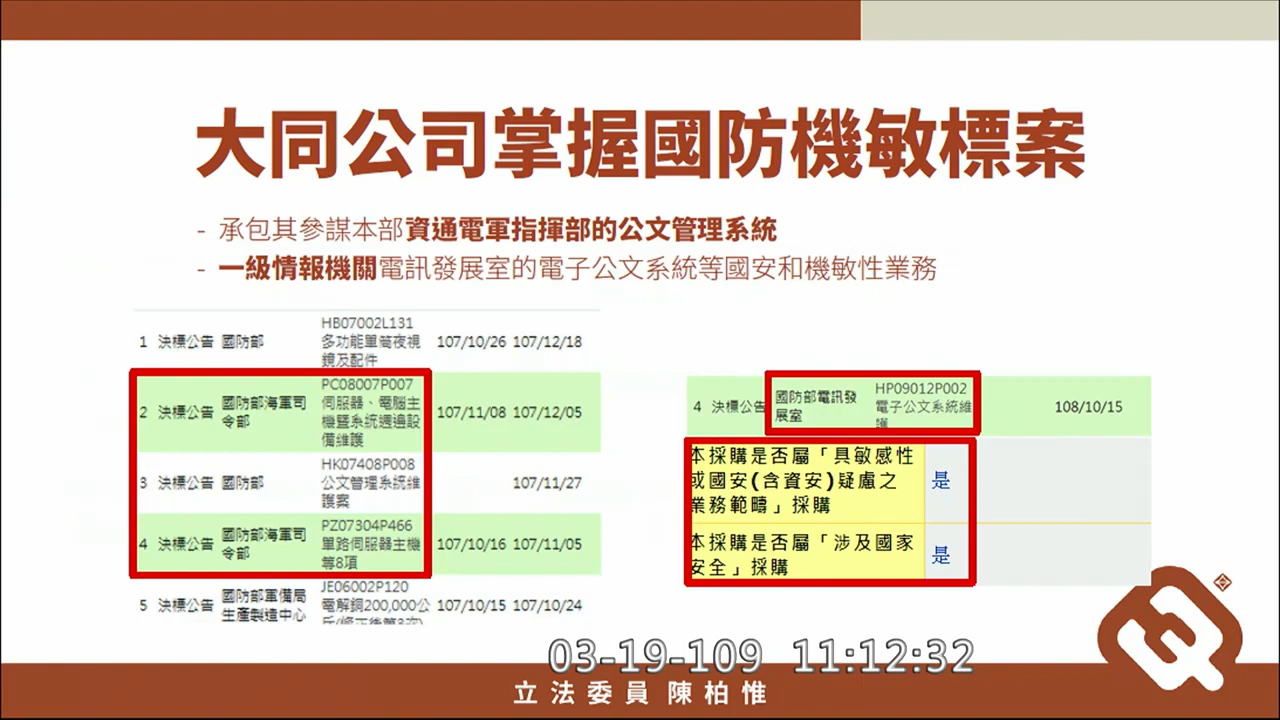 大同公司掌握國防機敏標案
- 承包其參謀本部資通電軍指揮部的公文管理系統
- 一級情報機關電訊發展室的電子公文系統等國安和機敏性業務
1 決標公告 國防部 HB07002L131 107/10/26 107/12/18
多功能單筒夜視
鏡及配件
2 決標公告 國防部海軍司 PC08007P007 107/11/08 107/12/05
令部 伺服器、電腦主
機暨系統週邊設
備維護
3 決標公告 國防部 HK07408P008 107/11/27
公文管理系統維
護案
4 決標公告 國防部海軍司 PZ07304P466 107/10/16 107/11/05
令部 單路伺服器主機
等8項
5 決標公告 國防部軍備局 JE06002P120 107/10/15 107/10/24
生產製造中心 電解銅200,000公
斤(修正後第3次)
4 決標公告 國防部電訊發 HP09012P002 108/10/15
展室 電子公文系統維
護
本採購是否屬「具敏感性
或國安(含資安)疑慮之 是
業務範疇」採購
本採購是否屬「涉及國家 是
安全」採購
03-19-109 11:12:32
立法委員 陳柏惟